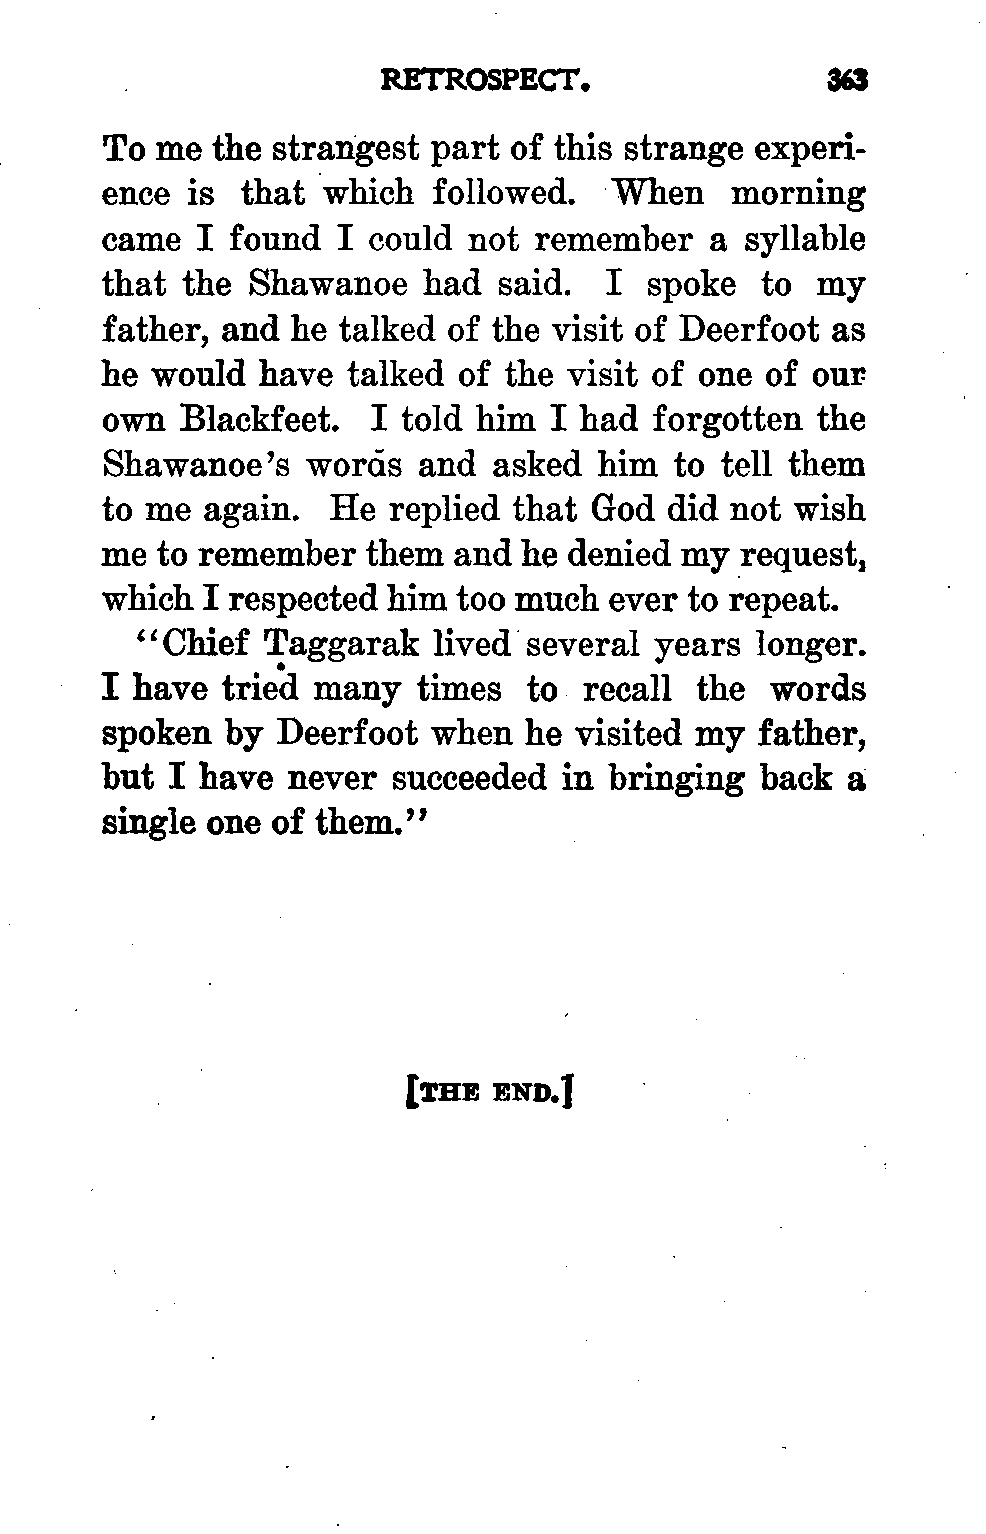 RETROSPECT. 363
To me the strangest part of this strange experi-
ence is that which followed. When morning
came I found I could not remember a syllable
that the Shawanoe had said. I spoke to my
father, and he talked of the visit of Deerfoot as
he would have talked of the visit of one of our
own Blackfeet. I told him I had forgotten the
Shawanoe's words and asked him to tell them
to me again. He replied that God did not wish
me to remember them and he denied my request,
which I respected him too much ever to repeat.
“Chief Taggarak lived several years longer.
I have tried many times to recall the words
spoken by Deerfoot when he visited my father,
but I have never succeeded in bringing back a
single one of them.”
[THE END.]